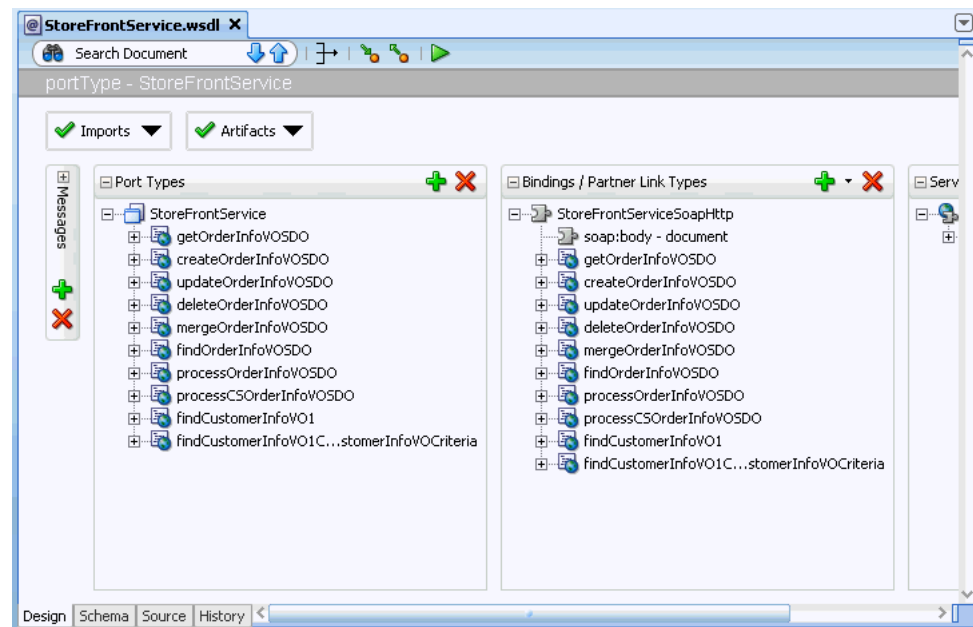 StoreFrontService.wsdl
Search Document
portType - StoreFrontService
Imports
Artifacts
Messages
Port Types
StoreFrontService
getOrderInfoVOSDO
createOrderInfoVOSDO
updateOrderInfoVOSDO
deleteOrderInfoVOSDO
mergeOrderInfoVOSDO
findOrderInfoVOSDO
processOrderInfoVOSDO
processCSOrderInfoVOSDO
findCustomerInfoVO1
findCustomerInfoVO1C...stomerInfoVOCriteria
Bindings / Partner Link Types
StoreFrontServiceSoapHttp
soap:body - document
getOrderInfoVOSDO
createOrderInfoVOSDO
updateOrderInfoVOSDO
deleteOrderInfoVOSDO
mergeOrderInfoVOSDO
findOrderInfoVOSDO
processOrderInfoVOSDO
processCSOrderInfoVOSDO
findCustomerInfoVO1
findCustomerInfoVO1C...stomerInfoVOCriteria
Serv
Design Schema Source History